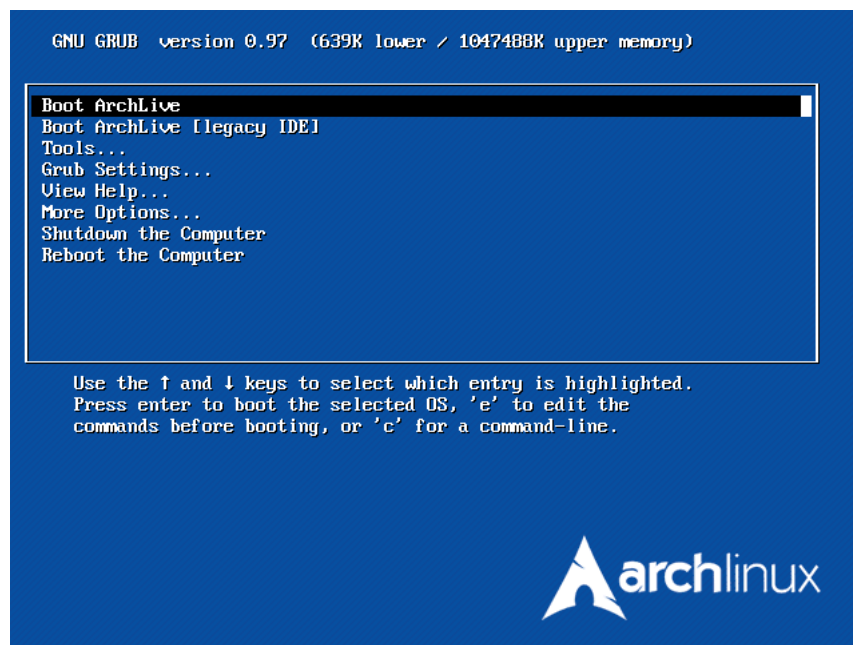 GNU GRUB version 0.97 (639K lower / 1047488K upper memory)
Boot ArchLive
Boot ArchLive [legacy IDE]
Tools...
Grub Settings...
View Help...
More Options...
Shutdown the Computer
Reboot the Computer
Use the ↑ and ↓ keys to select which entry is highlighted.
Press enter to boot the selected OS, 'e' to edit the
commands before booting, or 'c' for a command-line.
archlinux